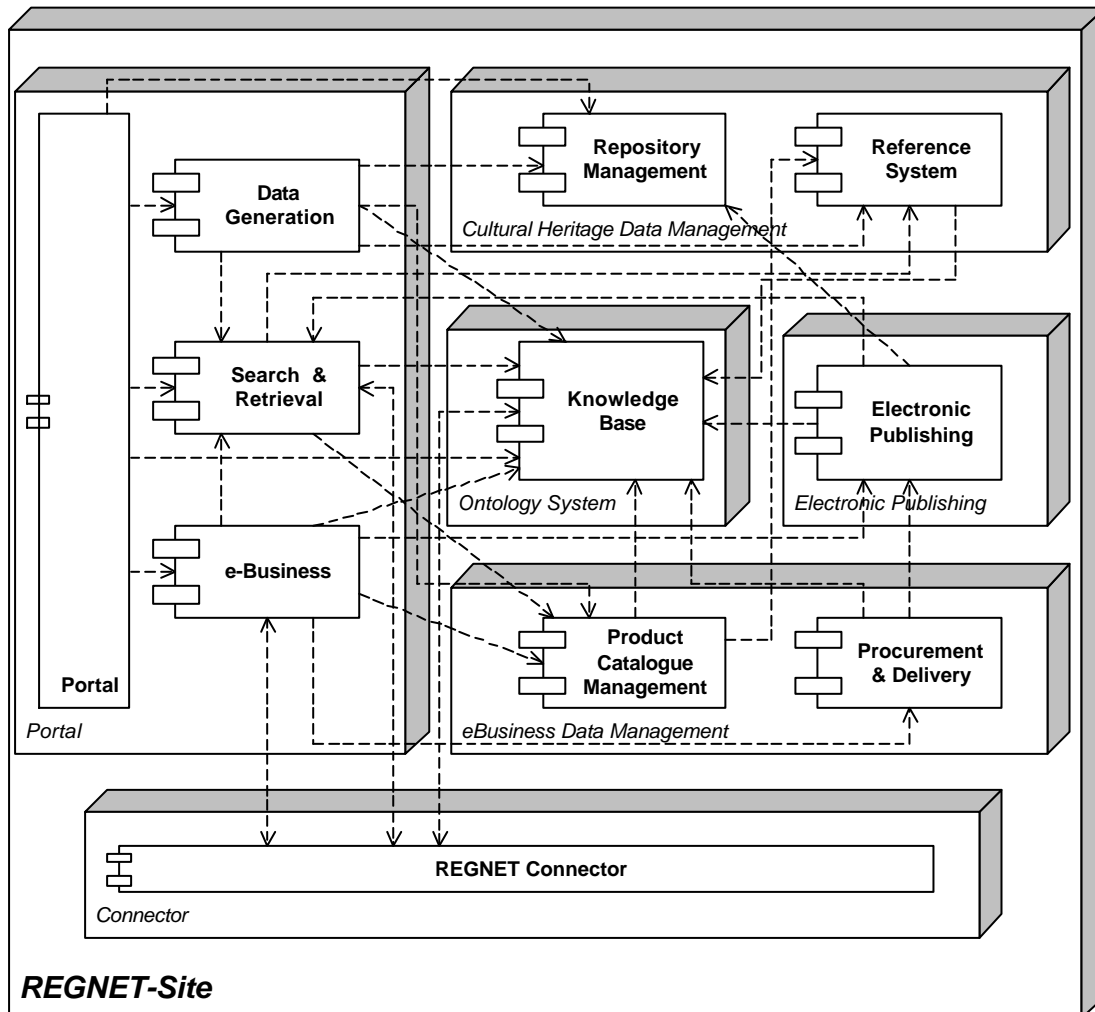 Repository
Management
Reference
System
Data
Generation
Cultural Heritage Data Management
Search & 
Retrieval
Knowledge
Base
Electronic
Publishing
Ontology System
Electronic Publishing
e-Business
Product
Catalogue
Management
Procurement
& Delivery
Portal
Portal
eBusiness Data Management
REGNET Connector
Connector
REGNET-Site